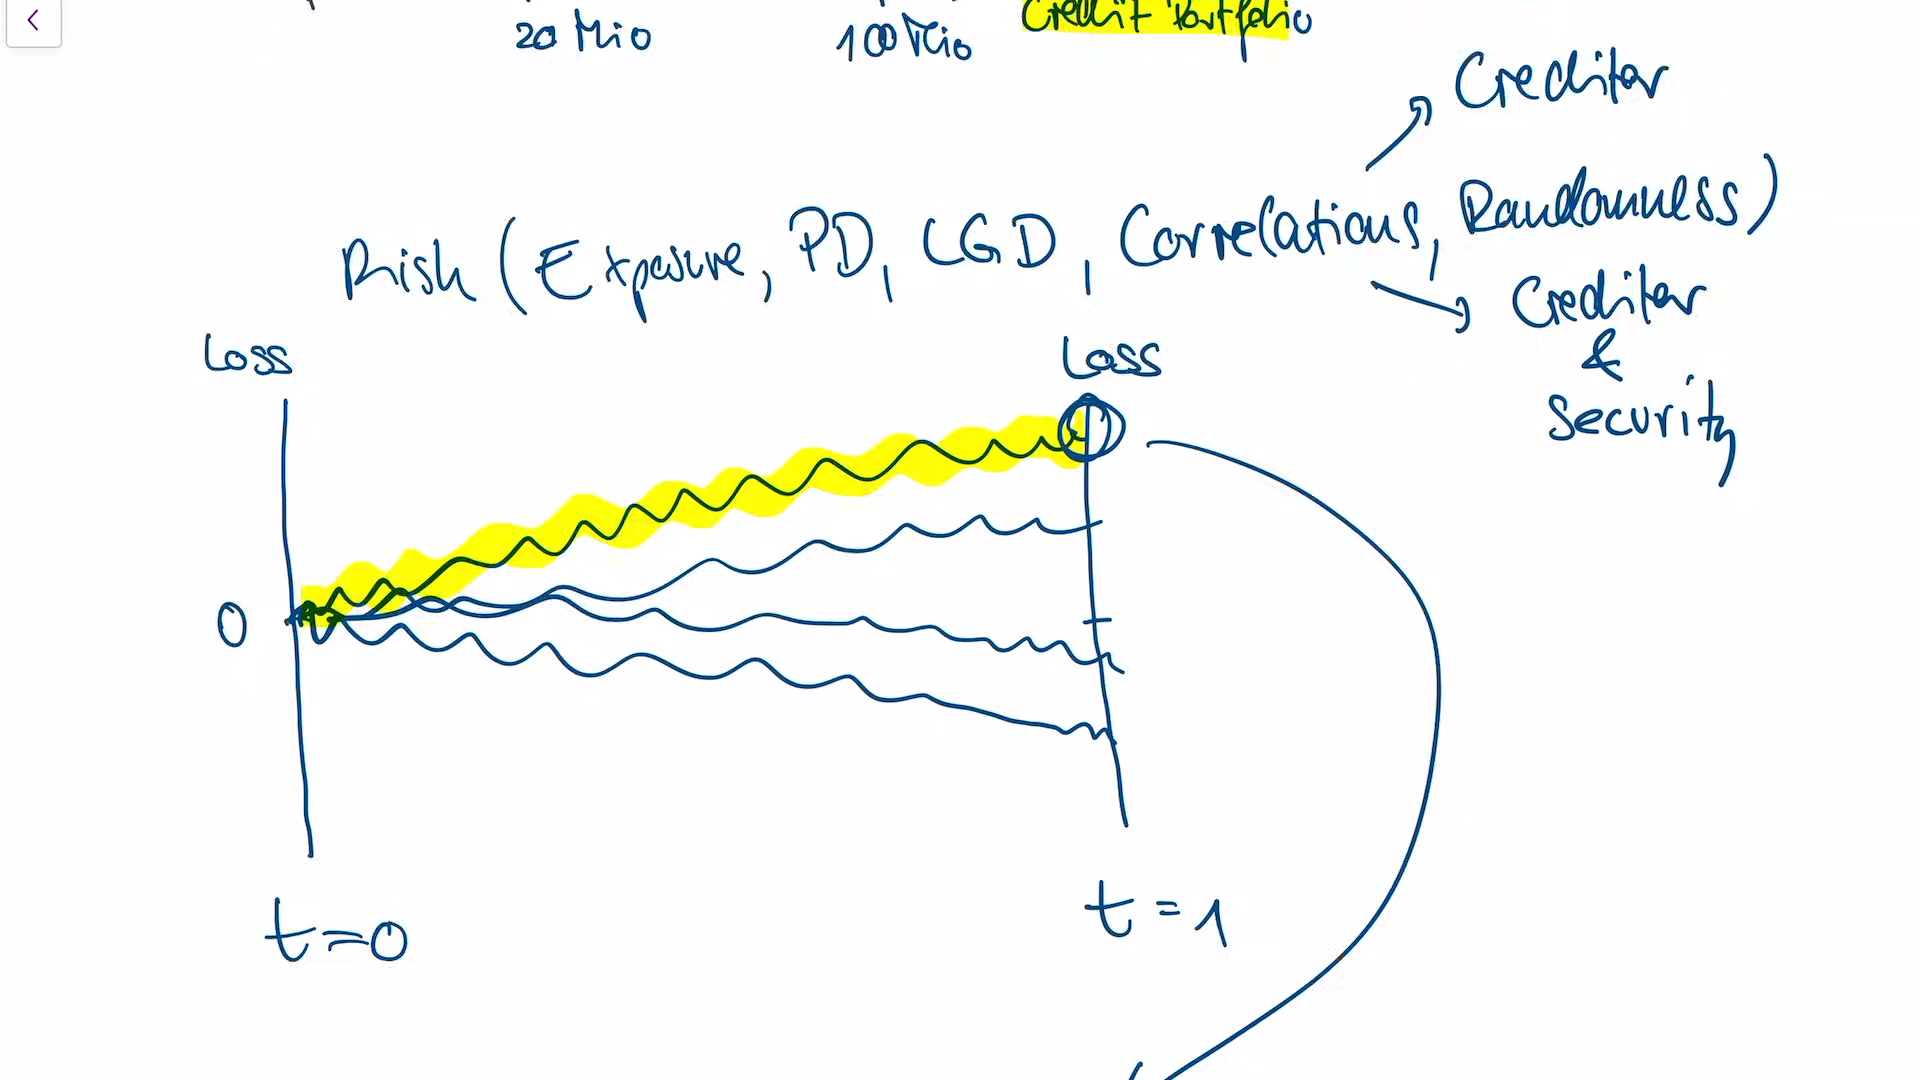 20 Mio 100 Mio Credit Portfolio
Creditor
Risk (Exposure, PD, LGD, Correlations, Randomness)
Creditor
&
security
Loss Loss
0
t=0 t=1